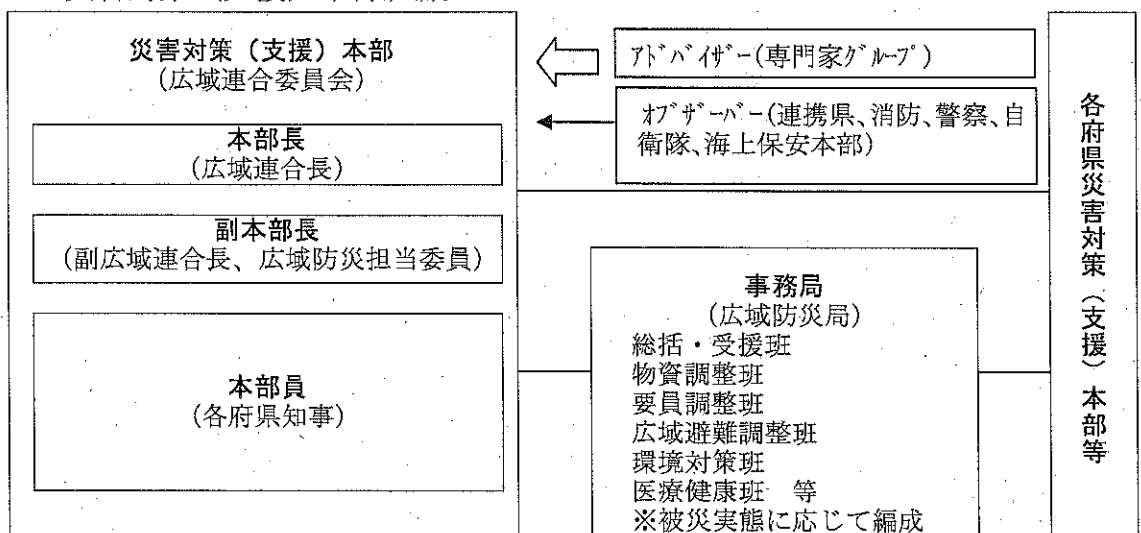 災害対策（支援）本部
(広域連合委員会)
本部長
(広域連合長)
副本部長
(副広域連合長、広域防災担当委員)
本部員
(各府県知事)
ｱﾄﾞﾊﾞｲｻﾞｰ(専門家ｸﾞﾙｰﾌﾟ)
ｵﾌﾞｻﾞｰﾊﾞｰ(連携県、消防、警察、自
衛隊、海上保安本部)
事務局
(広域防災局)
総括・受援班
物資調整班
要員調整班
広域避難調整班
環境対策班
医療健康班　等
※被災実態に応じて編成
各府県災害対策（支援）本部等